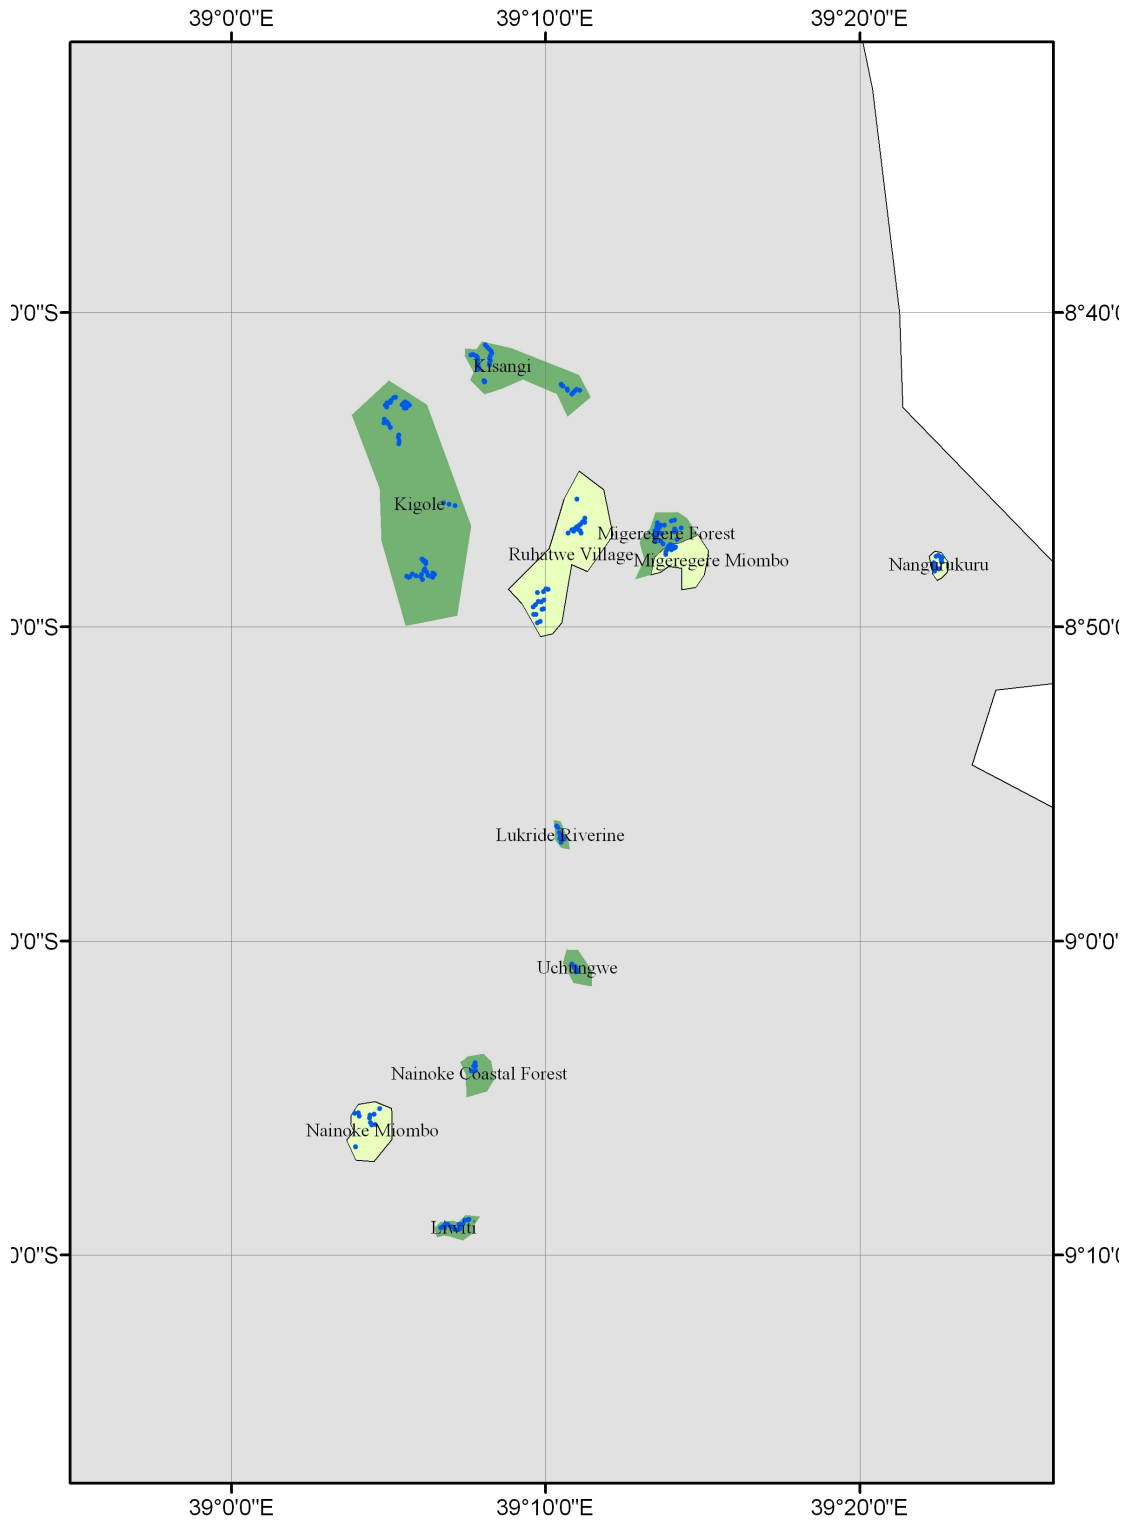 39°0'0"E 39°10'0"E 39°20'0"E
0'0"S 8°40'0
Kisangi
Kigole
Migeregere Forest
Ruhatwe Village
Migeregere Miombo
Nangurukuru
0'0"S 8°50'0
Lukride Riverine
0'0"S 9°0'0
Uchungwe
Nainoke Coastal Forest
Nainoke Miombo
Liwiti
0'0"S 9°10'0
39°0'0"E 39°10'0"E 39°20'0"E